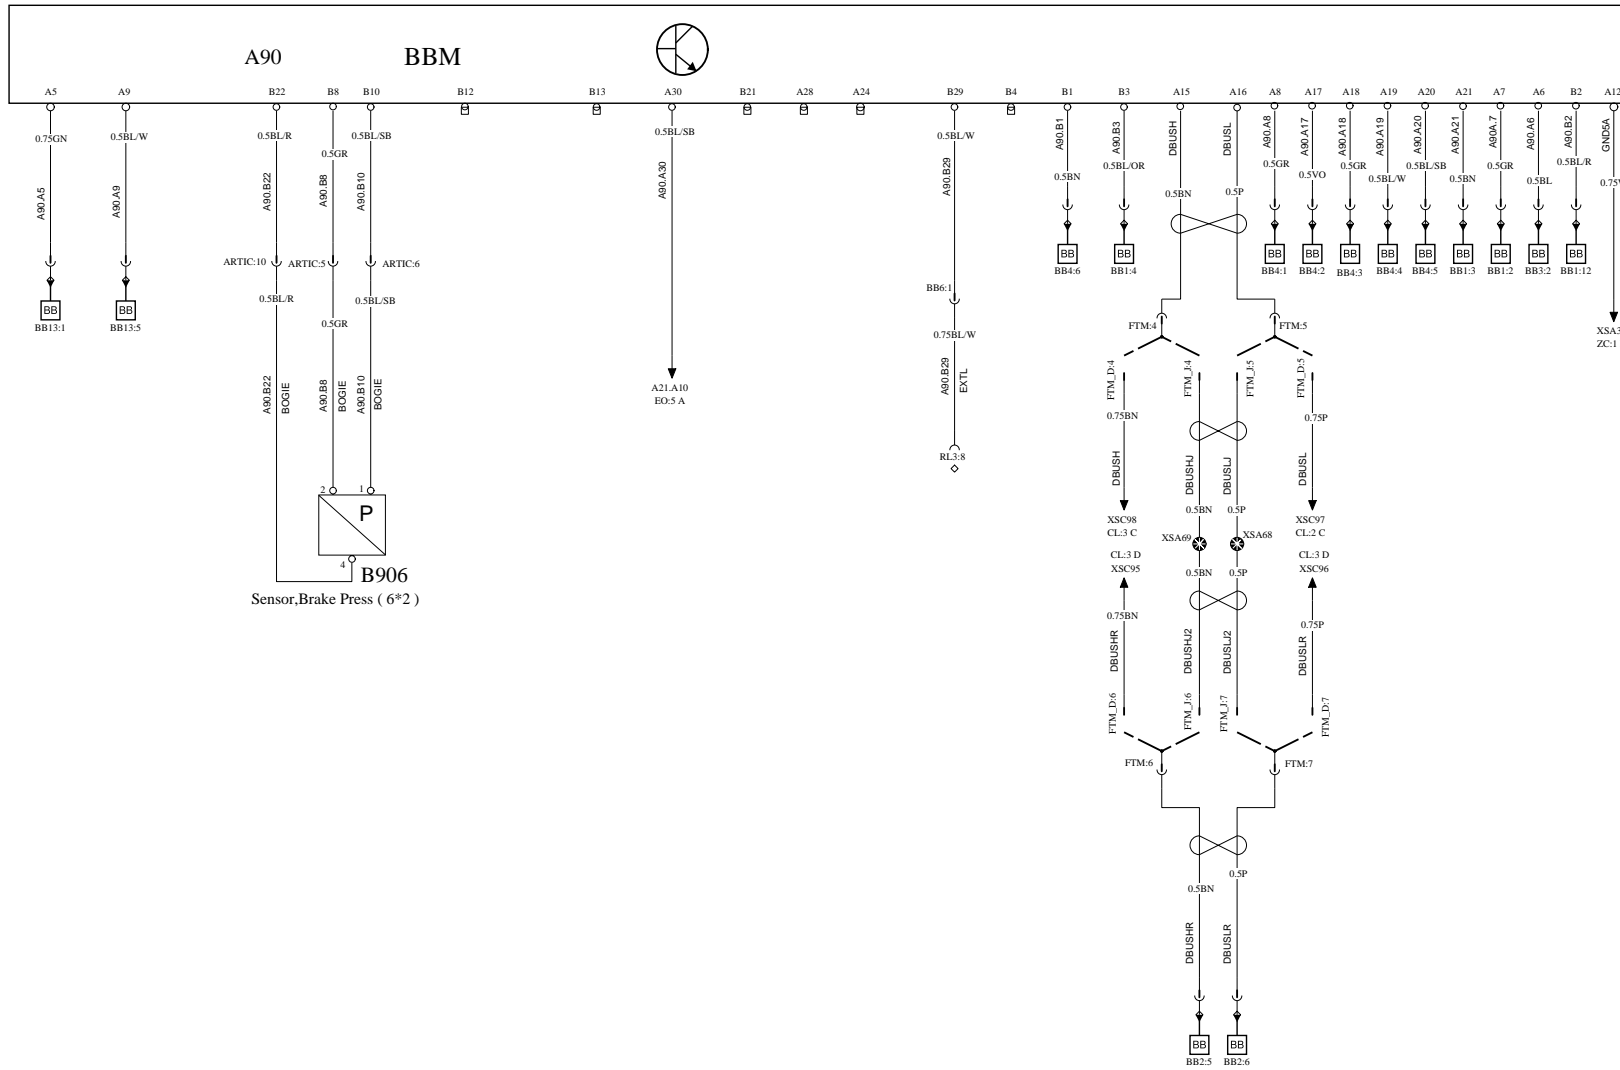 A90 BBM
A5 A9 B22 B8 B10 B12 B13 A30 B21 A28 A24 B29 B4 B1 B3 A15 A16 A8 A17 A18 A19 A20 A21 A7 A6 B2 A12
0.75GN 0.5BL/W 0.5BL/R 0.5GR 0.5BL/SB 0.5BL/SB 0.5BL/W
A90.B1 A90.B3 DBUSH DBUSL A90.A8 A90.A17 A90.A18 A90.A19 A90.A20 A90.A21 A90A.7 A90.A6 A90.B2 GND5A
0.5BN 0.5BL/OR 0.5BN 0.5P 0.5GR 0.5VO 0.5GR 0.5BL/W 0.5BL/SB 0.5BN 0.5GR 0.5BL 0.5BL/R
A90.A5 A90.A9 A90.B22 A90.B8 A90.B10 A90.A30 A90.B29
ARTIC:10 ARTIC:5 ARTIC:6
BB BB BB BB BB BB BB BB BB BB BB BB BB
BB4:6 BB1:4 BB4:1 BB4:2 BB4:3 BB4:4 BB4:5 BB1:3 BB1:2 BB3:2 BB1:12
0.5BL/R 0.5GR 0.5BL/SB
BB6:1
BB BB
BB13:1 BB13:5
0.75BL/W
FTM:4 FTM:5
XSA3
ZC:1
A90.B22 BOGIE A90.B8 BOGIE A90.B10 BOGIE
A21.A10
EO:5 A
A90.B29 EXTL
FTM_D:4 FTM_J:4 FTM_J:5 FTM_D:5
0.75BN 0.75P
RL3:8
DBUSH DBUSHJ DBUSLJ DBUSL
2 1
P
4
B906
Sensor,Brake Press ( 6*2 )
0.5BN 0.5P
XSC98
CL:3 C
XSC97
CL:2 C
XSA69 XSA68
CL:3 D
XSC95
CL:3 D
XSC96
0.5BN 0.5P
0.75BN 0.75P
DBUSHR DBUSHJ2 DBUSLJ2 DBUSLR
FTM_D:6 FTM_J:6 FTM_J:7 FTM_D:7
FTM:6 FTM:7
0.5BN 0.5P
DBUSHR DBUSLR
BB BB
BB2:5 BB2:6